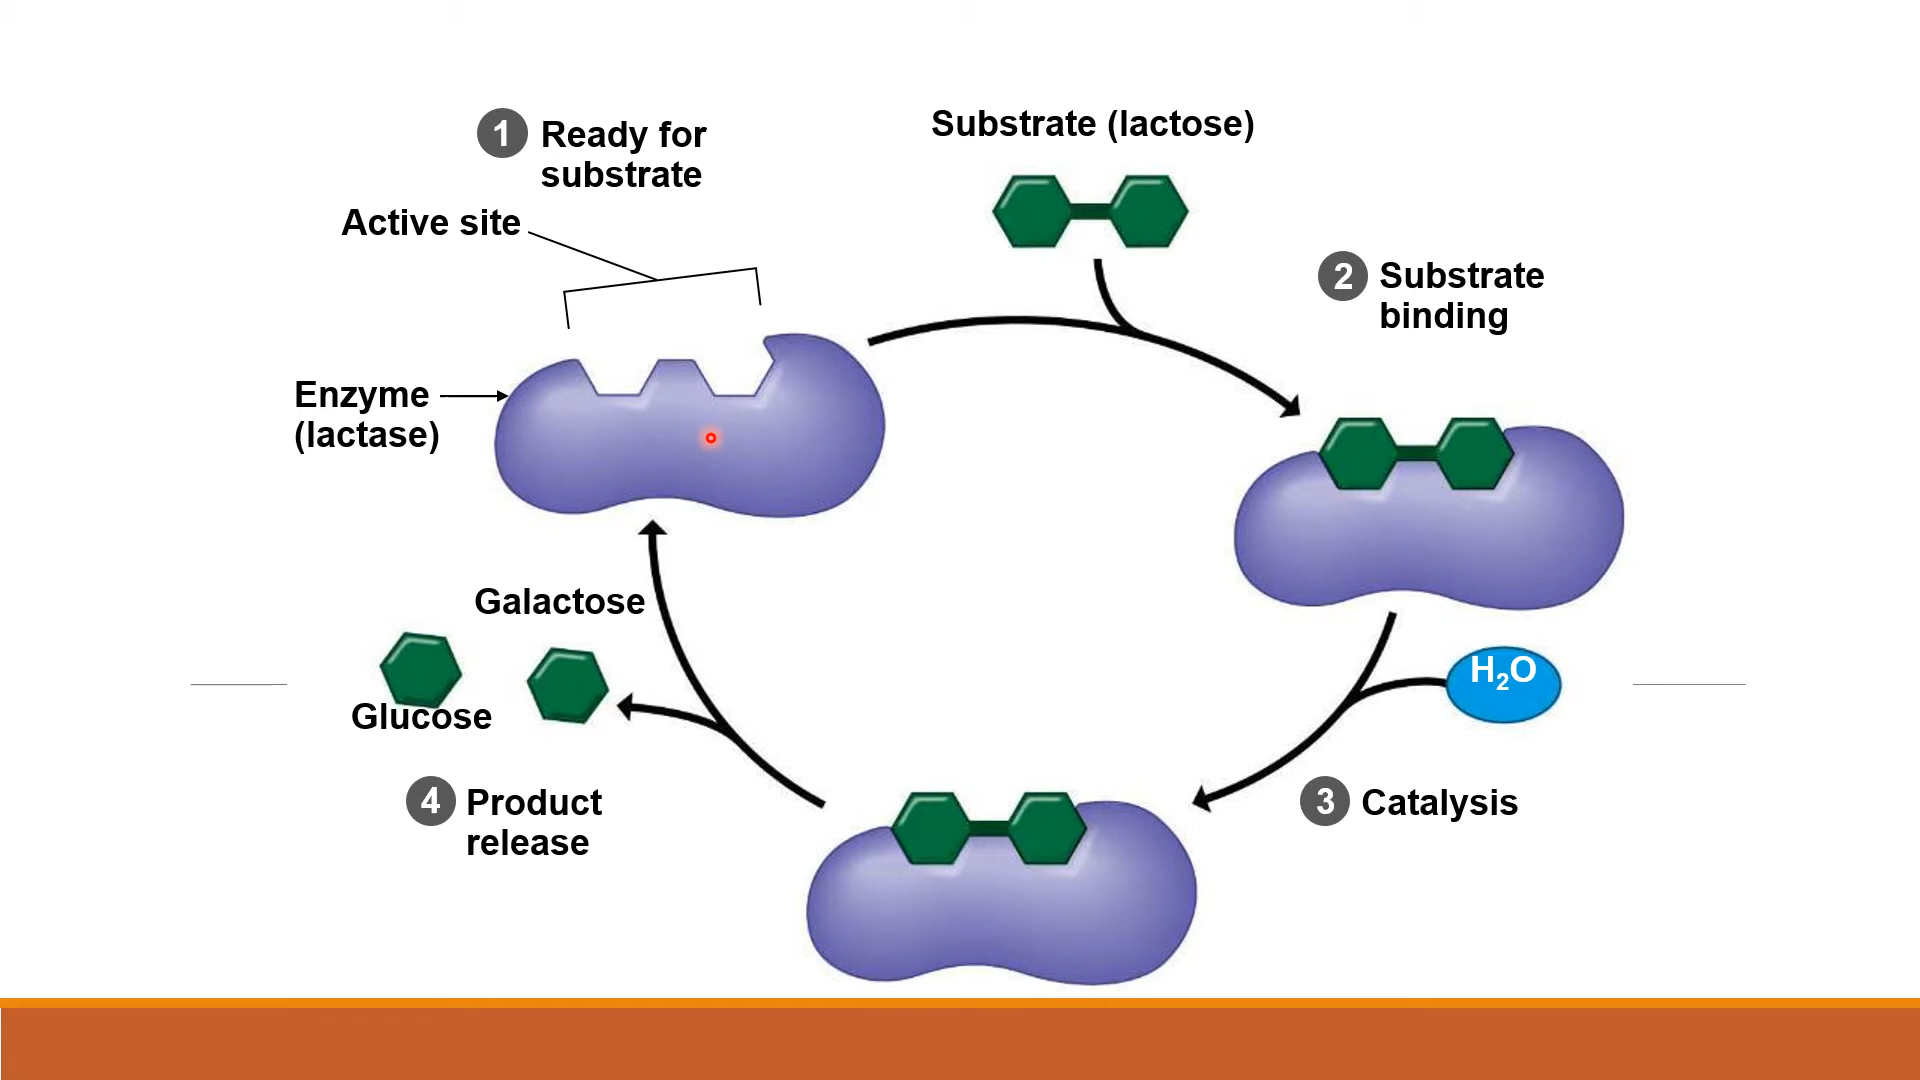 1 Ready for
substrate
Active site
Enzyme
(lactase)
Substrate (lactose)
2 Substrate
binding
H₂O
3 Catalysis
Galactose
Glucose
4 Product
release